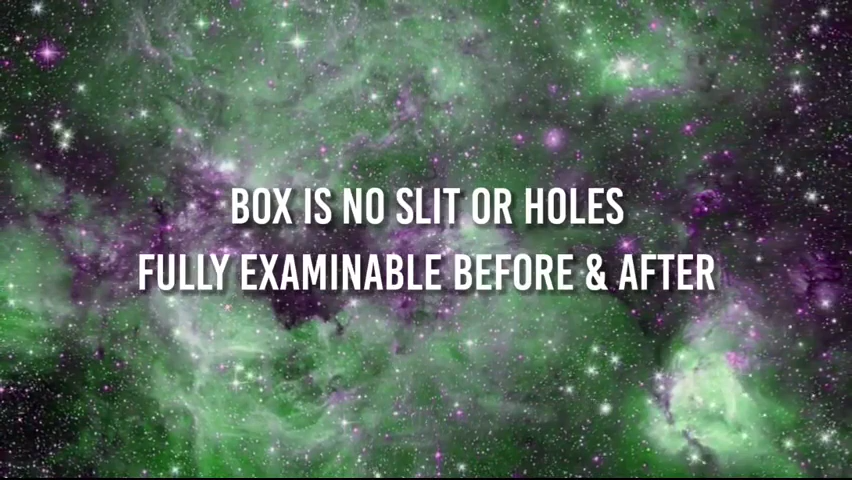 BOX IS NO SLIT OR HOLES
FULLY EXAMINABLE BEFORE & AFTER